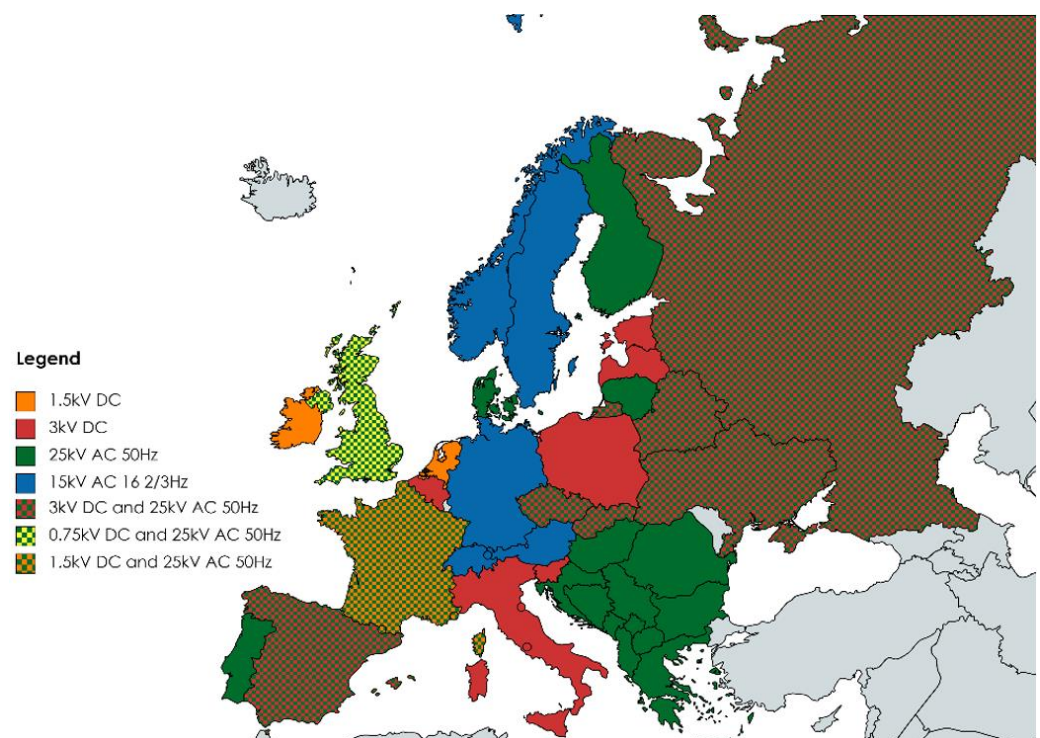 Legend
1.5kV DC
3kV DC
25kV AC 50Hz
15kV AC 16 2/3Hz
3kV DC and 25kV AC 50Hz
0.75kV DC and 25kV AC 50Hz
1.5kV DC and 25kV AC 50Hz